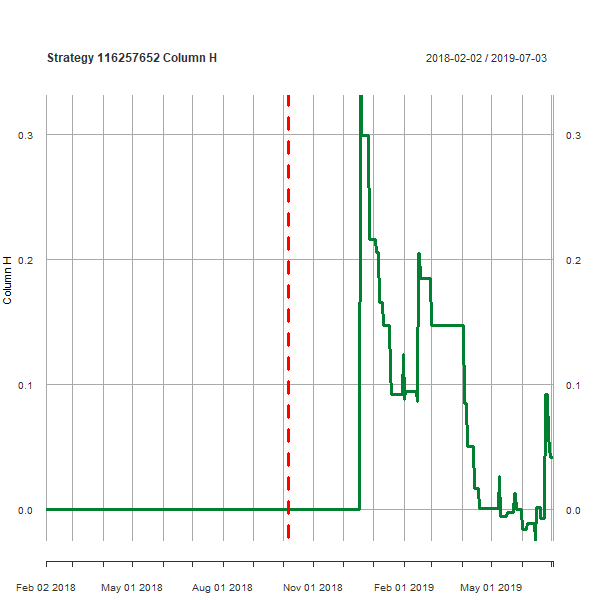 Strategy 116257652 Column H
2018-02-02 / 2019-07-03
0.3
0.3
0.2
0.2
Column H
0.1
0.1
0.0
0.0
Feb 02 2018
May 01 2018
Aug 01 2018
Nov 01 2018
Feb 01 2019
May 01 2019